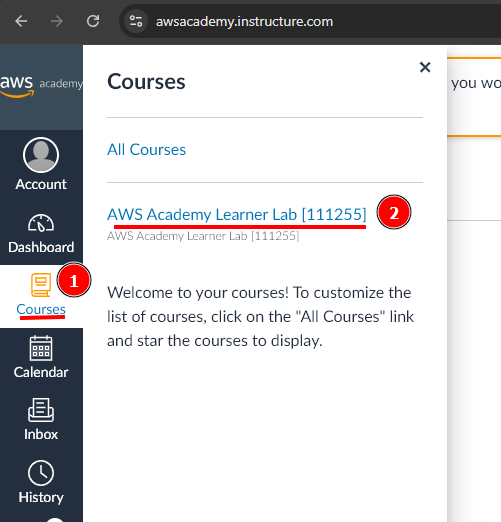 awsacademy.instructure.com
aws academy
Courses
you wo
All Courses
Account
AWS Academy Learner Lab [111255]
2
AWS Academy Learner Lab [111255]
Dashboard
1
Courses
Welcome to your courses! To customize the
list of courses, click on the "All Courses" link
and star the courses to display.
Calendar
Inbox
History